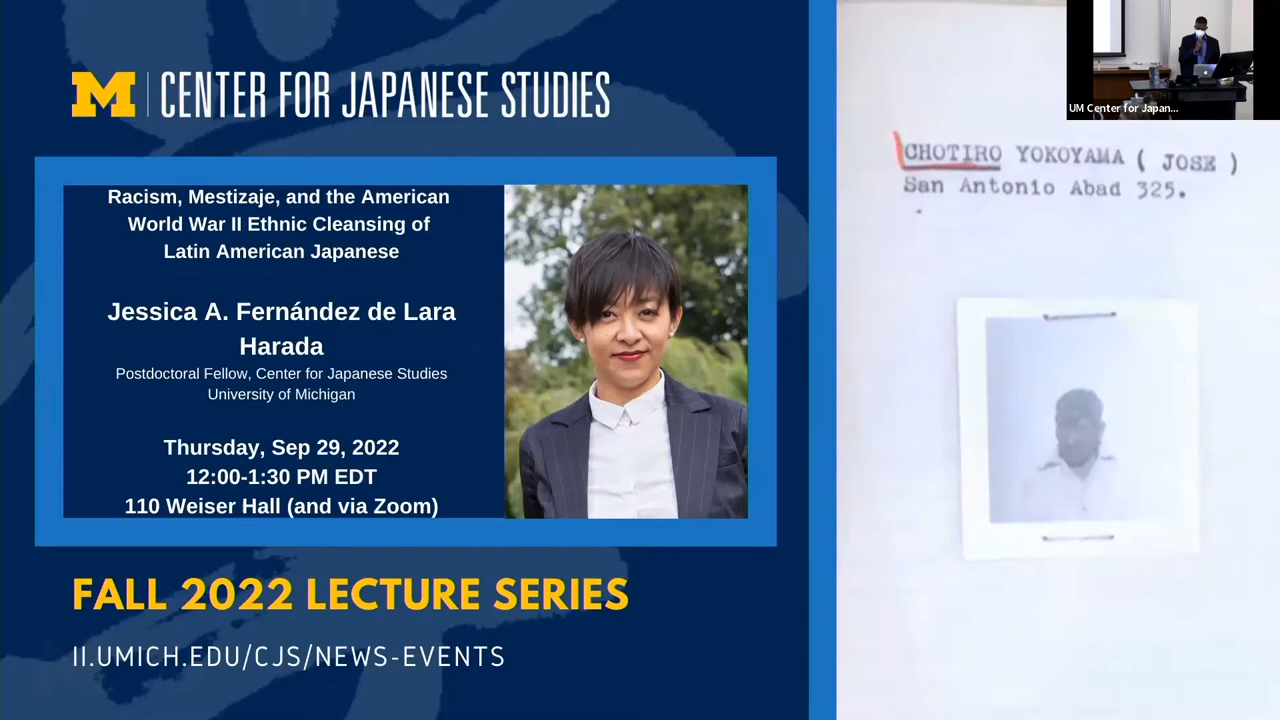 M CENTER FOR JAPANESE STUDIES
Racism, Mestizaje, and the American
World War II Ethnic Cleansing of
Latin American Japanese
Jessica A. Fernández de Lara
Harada
Postdoctoral Fellow, Center for Japanese Studies
University of Michigan
Thursday, Sep 29, 2022
12:00-1:30 PM EDT
110 Weiser Hall (and via Zoom)
FALL 2022 LECTURE SERIES
II.UMICH.EDU/CJS/NEWS-EVENTS
UM Center for Japan...
CHOTIRO YOKOYAMA ( JOSE )
San Antonio Abad 325.